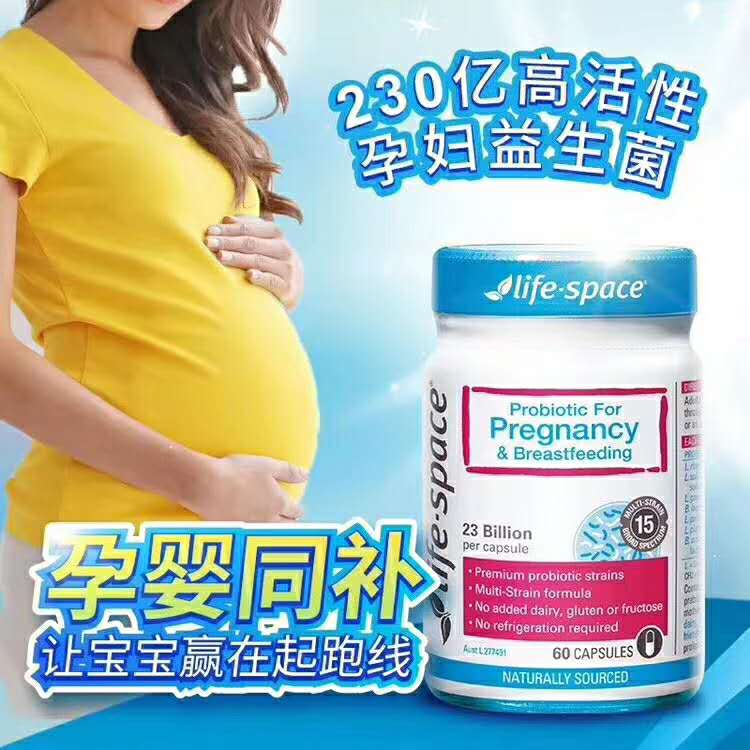 230亿高活性
孕妇益生菌
life-space
life-space
Probiotic For
Pregnancy
& Breastfeeding
23 Billion
per capsule
MULTI-STRAIN
15
BROAD SPECTRUM
• Premium probiotic strains
• Multi-Strain formula
• No added dairy, gluten or fructose
• No refrigeration required
Aust L 277491
60 CAPSULES
NATURALLY SOURCED
孕婴同补
让宝宝赢在起跑线